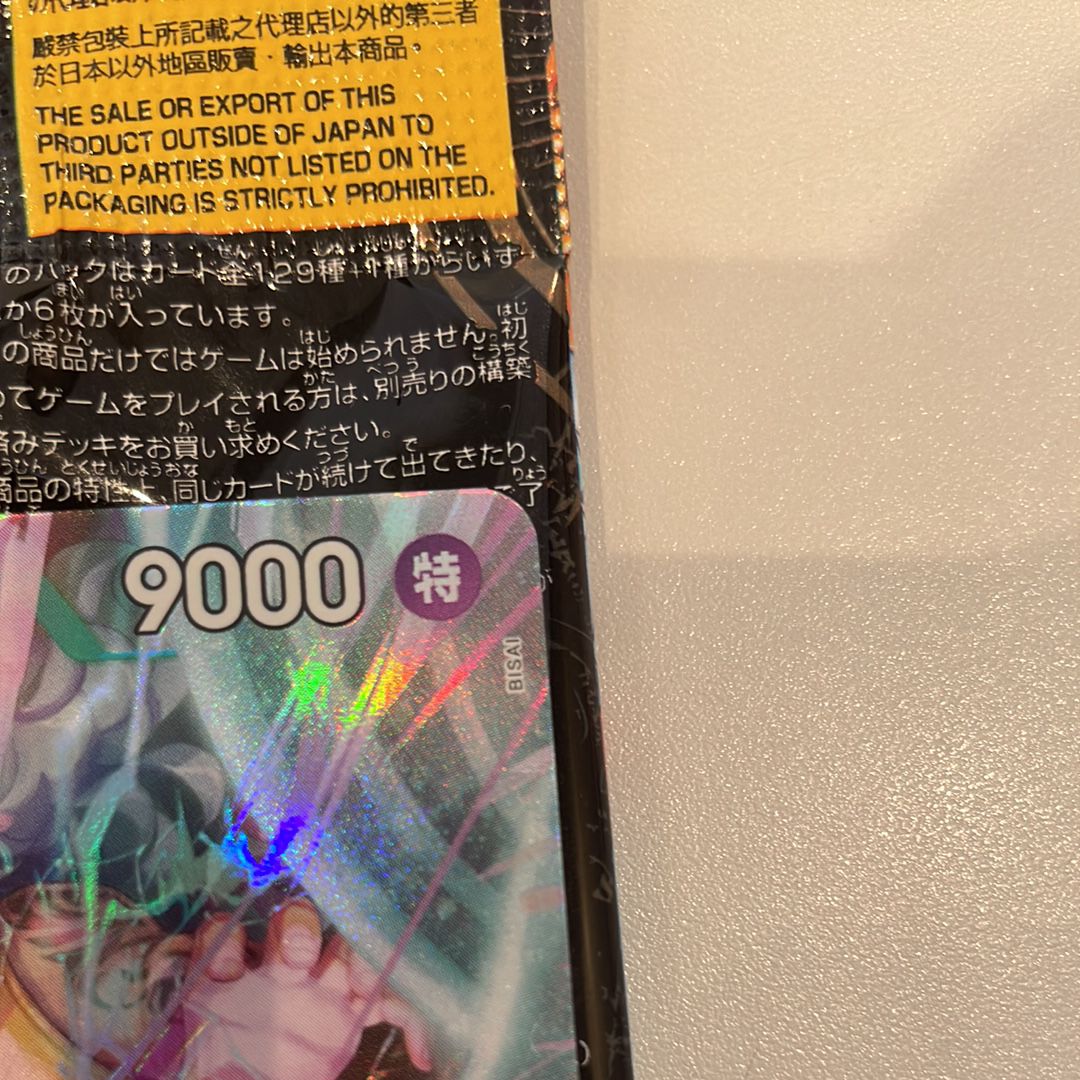 嚴禁包裝上所記載之代理店以外的第三者
於日本以外地區販賣・輸出本商品。
THE SALE OR EXPORT OF THIS
PRODUCT OUTSIDE OF JAPAN TO
THIRD PARTIES NOT LISTED ON THE
PACKAGING IS STRICTLY PROHIBITED.
のパックはカード全129種+1種からいず
か6枚が入っています。
の商品だけではゲームは始められません。初
てゲームをプレイされる方は、別売りの構築
済みデッキをお買い求めください。
商品の特性上、同じカードが続けて出てきたり、
で了
9000 特
BISAI